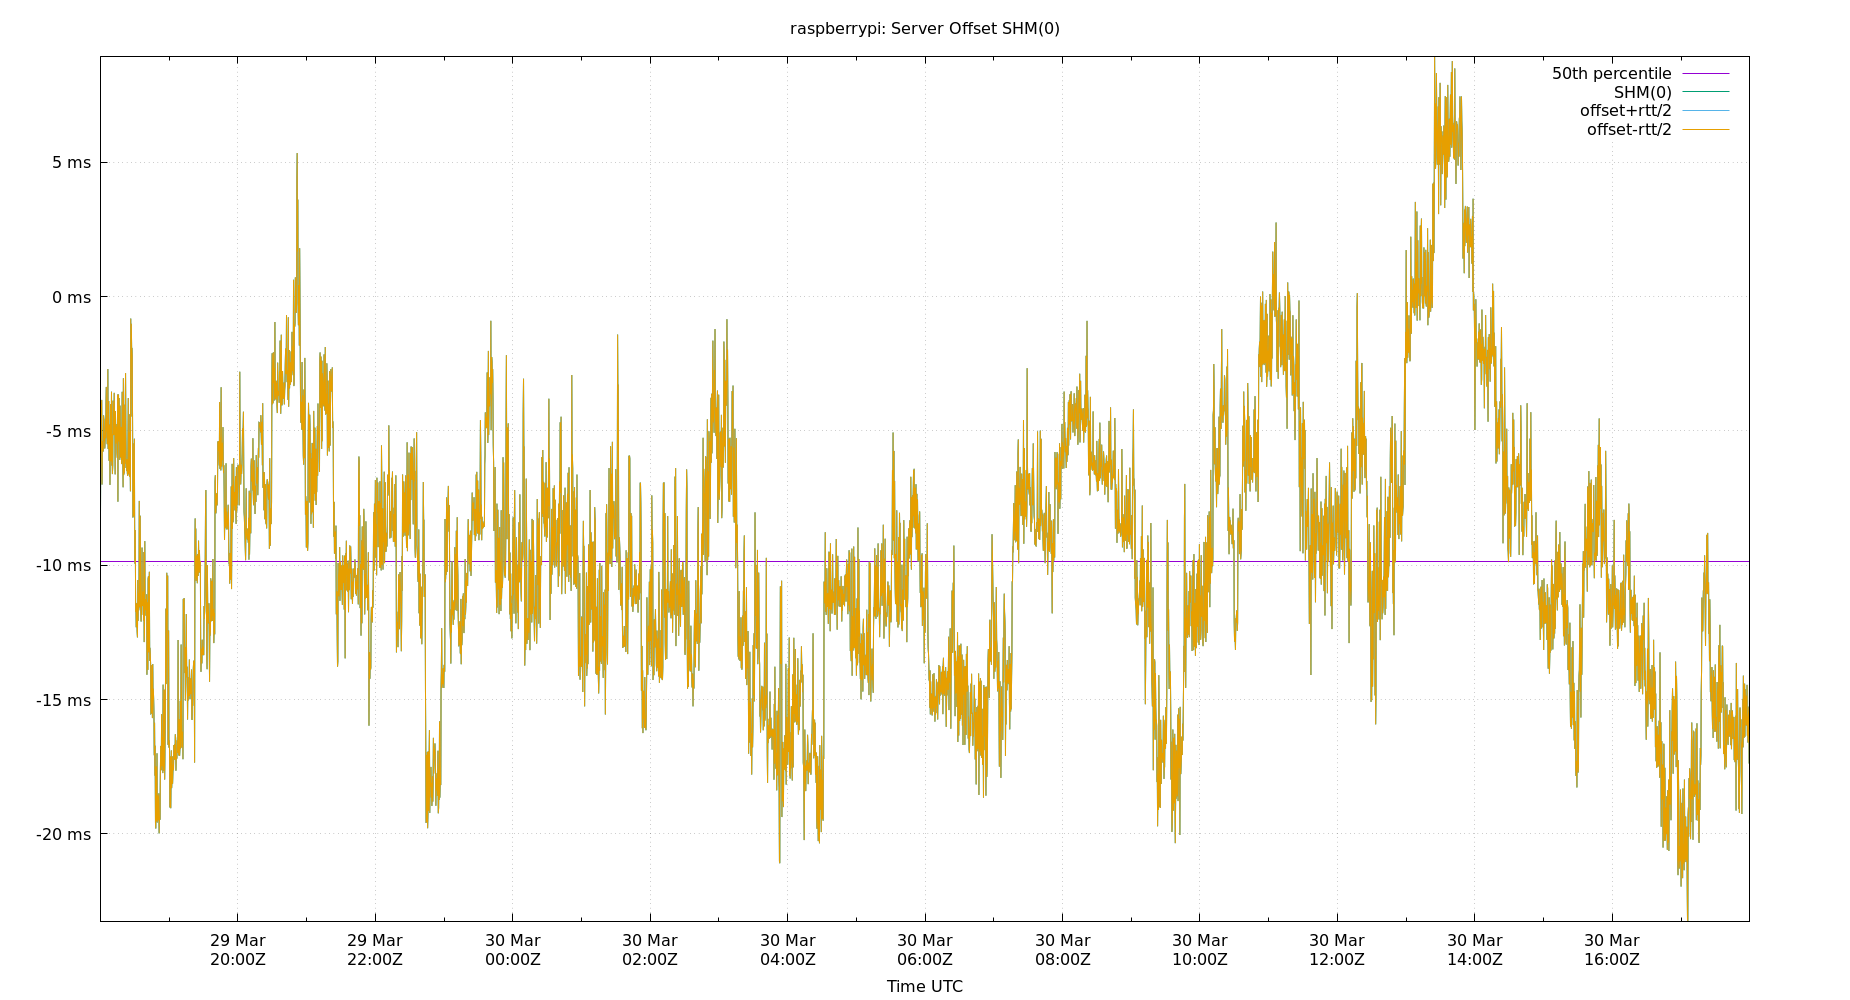 raspberrypi: Server Offset SHM(0)
50th percentile
SHM(0)
offset+rtt/2
offset-rtt/2
5 ms
0 ms
-5 ms
-10 ms
-15 ms
-20 ms
29 Mar 29 Mar 30 Mar 30 Mar 30 Mar 30 Mar 30 Mar 30 Mar 30 Mar 30 Mar 30 Mar
20:00Z 22:00Z 00:00Z 02:00Z 04:00Z 06:00Z 08:00Z 10:00Z 12:00Z 14:00Z 16:00Z
Time UTC